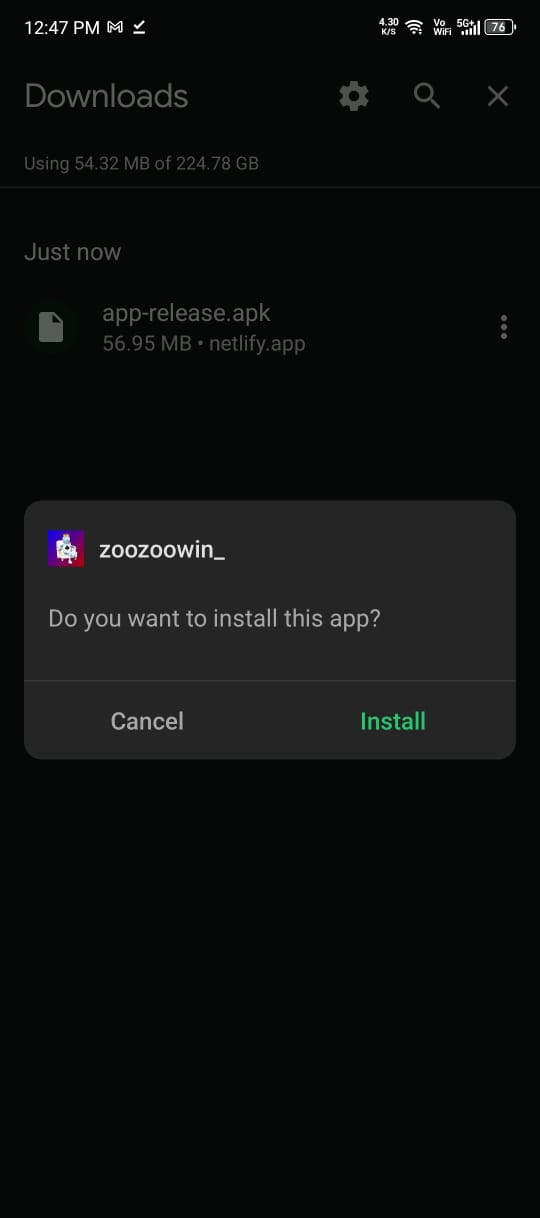 12:47 PM
4.30 K/S Vo WiFi 5G+ 76
Downloads
Using 54.32 MB of 224.78 GB
Just now
app-release.apk
56.95 MB • netlify.app
zoozoowin_
Do you want to install this app?
Cancel Install